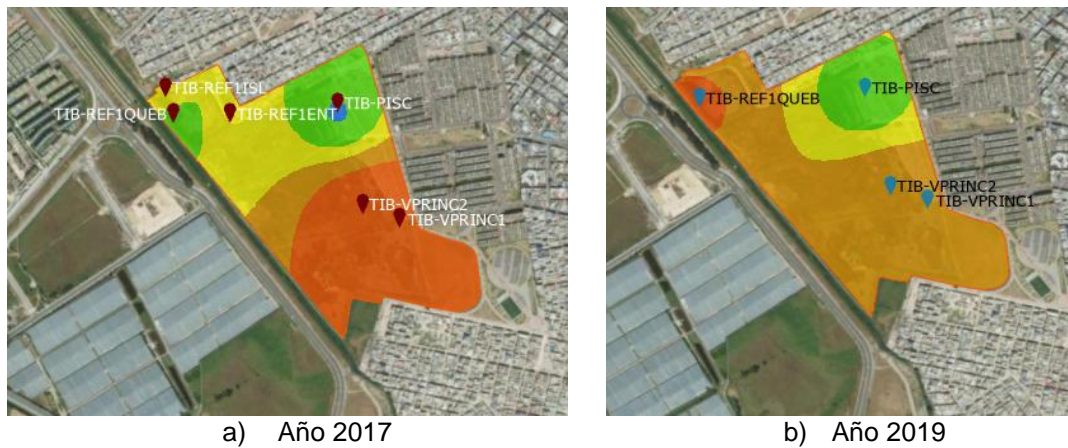 TIB-REF1ISL
TIB-REF1QUEB
TIB-REF1ENT
TIB-PISC
TIB-VPRINC2
TIB-VPRINC1
TIB-REF1QUEB
TIB-PISC
TIB-VPRINC2
TIB-VPRINC1
a) Año 2017
b) Año 2019